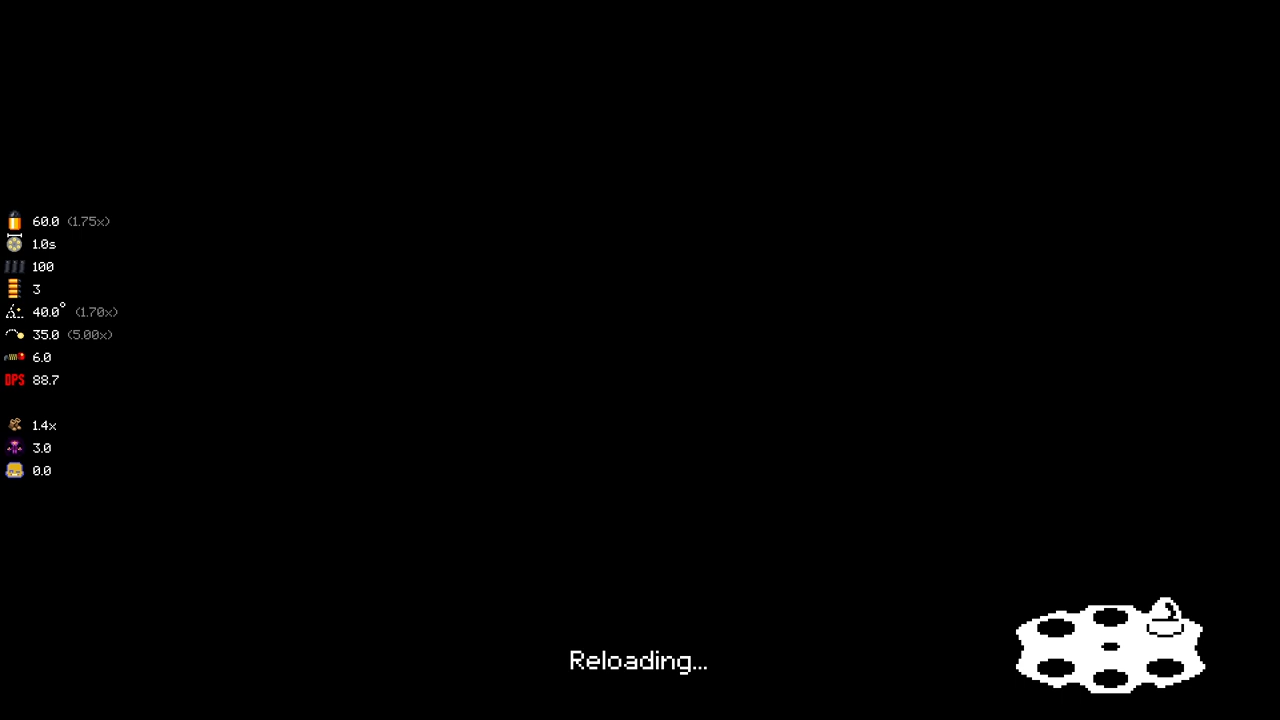 60.0 (1.75x)
1.0s
100
3
40.0° (1.70x)
35.0 (5.00x)
6.0
DPS 88.7
1.4x
3.0
0.0
Reloading...